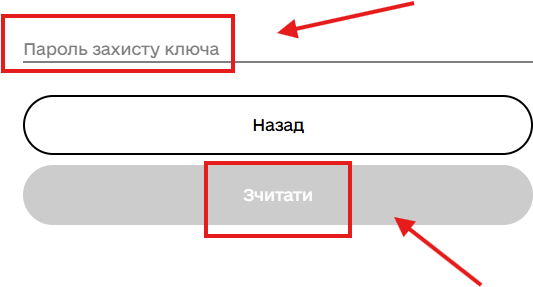 Пароль захисту ключа
Назад
Зчитати